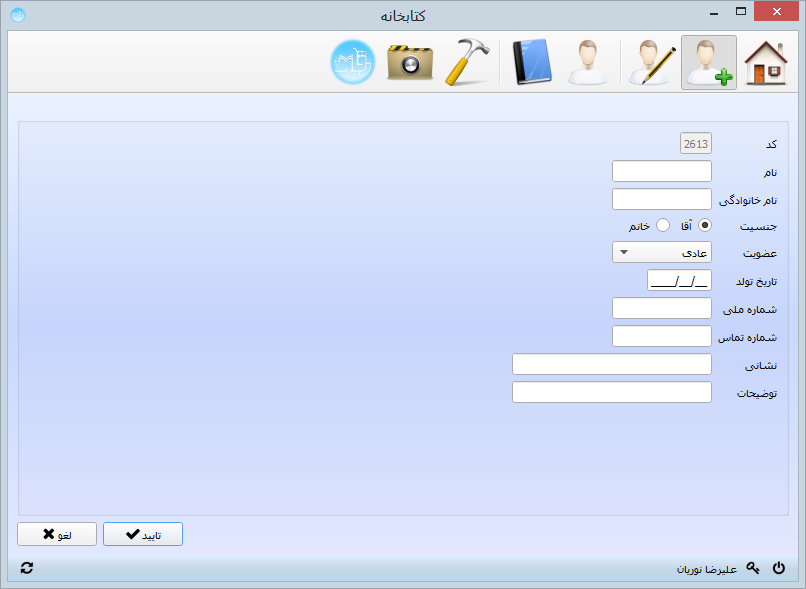 کتابخانه
کد 2613
نام
نام خانوادگی
جنسیت آقا خانم
عضویت عادی
تاریخ تولد __/__/____
شماره ملی
شماره تماس
نشانی
توضیحات
تایید لغو
علیرضا نوریان